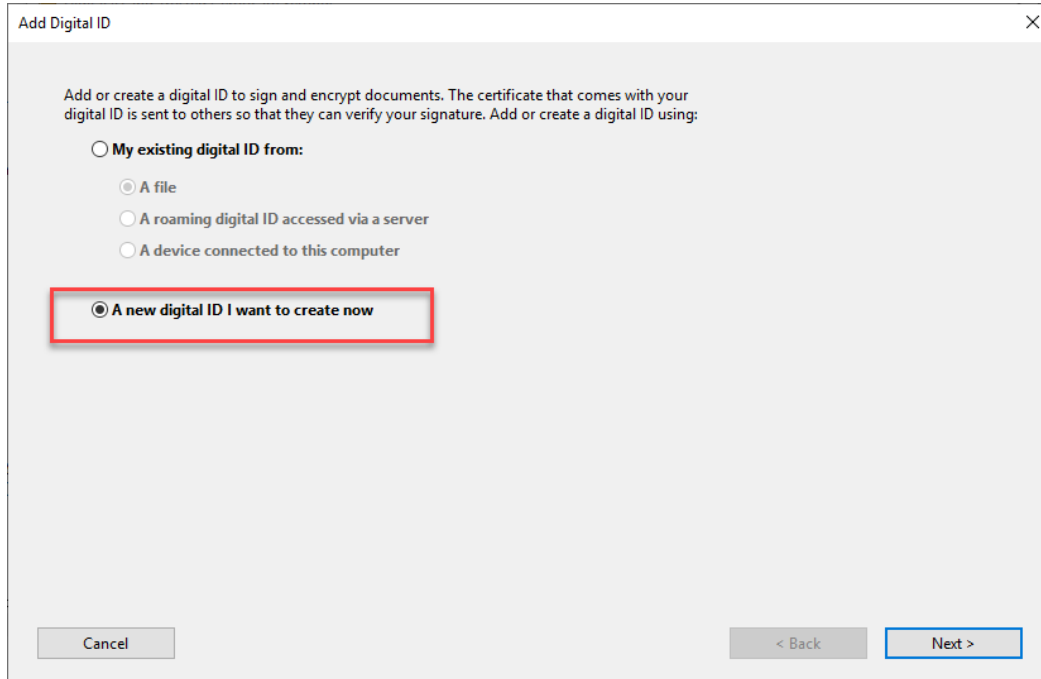 Add Digital ID
Add or create a digital ID to sign and encrypt documents. The certificate that comes with your
digital ID is sent to others so that they can verify your signature. Add or create a digital ID using:
My existing digital ID from:
A file
A roaming digital ID accessed via a server
A device connected to this computer
A new digital ID I want to create now
Cancel
< Back
Next >